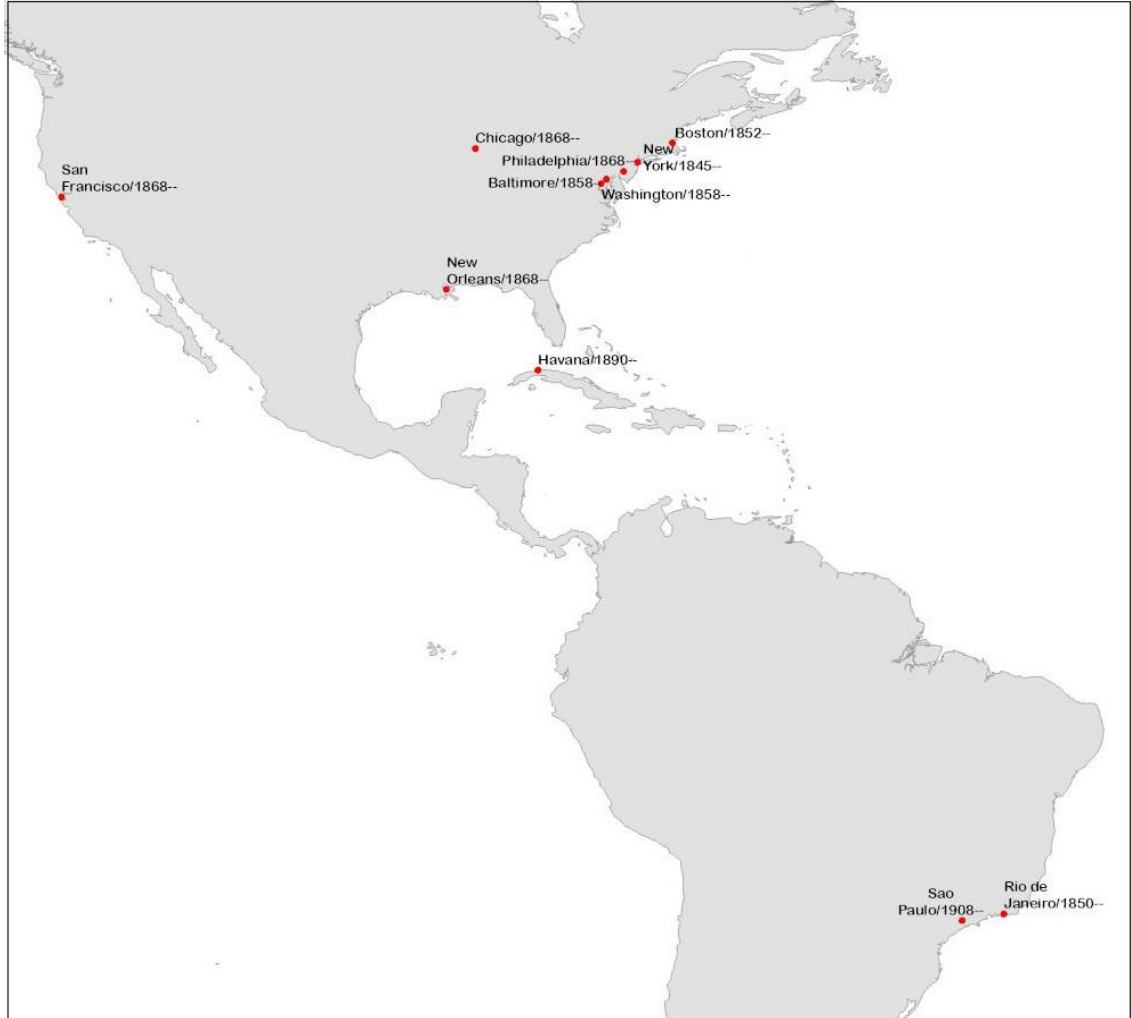 Boston/1852--
Chicago/1868--
New
York/1845--
Philadelphia/1868--
San
Francisco/1868--
Baltimore/1858--
Washington/1858--
New
Orleans/1868--
Havana/1890--
Sao
Paulo/1908--
Rio de
Janeiro/1850--